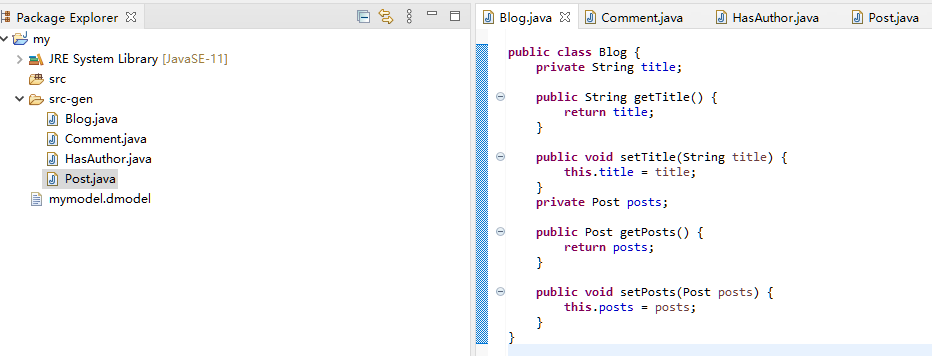 Package Explorer
my
JRE System Library [JavaSE-11]
src
src-gen
Blog.java
Comment.java
HasAuthor.java
Post.java
mymodel.dmodel
Blog.java
Comment.java
HasAuthor.java
Post.java
public class Blog {
    private String title;
    public String getTitle() {
        return title;
    }
    public void setTitle(String title) {
        this.title = title;
    }
    private Post posts;
    public Post getPosts() {
        return posts;
    }
    public void setPosts(Post posts) {
        this.posts = posts;
    }
}